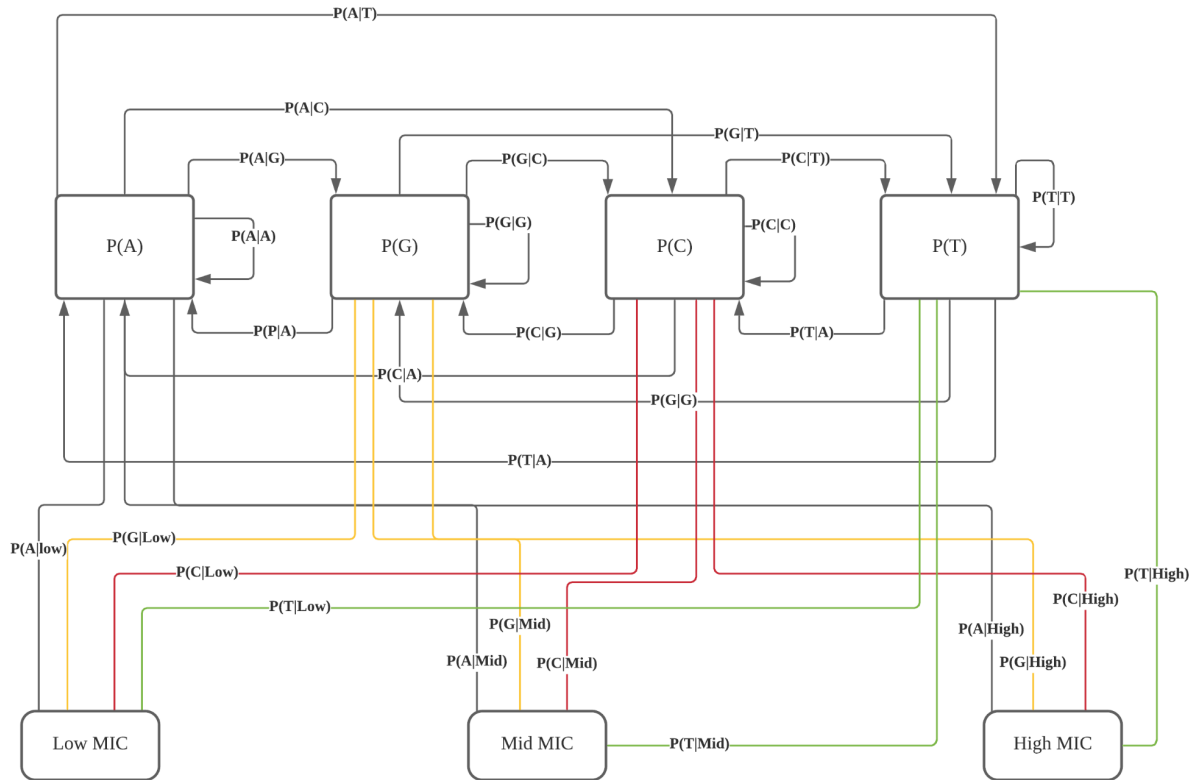 P(A|T)
P(A|C)
P(G|T)
P(A|G)
P(G|C)
P(C|T))
P(T|T)
P(A|A)
P(G|G)
P(C|C)
P(A)
P(G)
P(C)
P(T)
P(P|A)
P(C|G)
P(T|A)
P(C|A)
P(G|G)
P(T|A)
P(A|low)
P(G|Low)
P(C|Low)
P(T|Low)
P(T|High)
P(C|High)
P(G|Mid)
P(A|High)
P(A|Mid)
P(C|Mid)
P(G|High)
P(T|Mid)
Low MIC
Mid MIC
High MIC